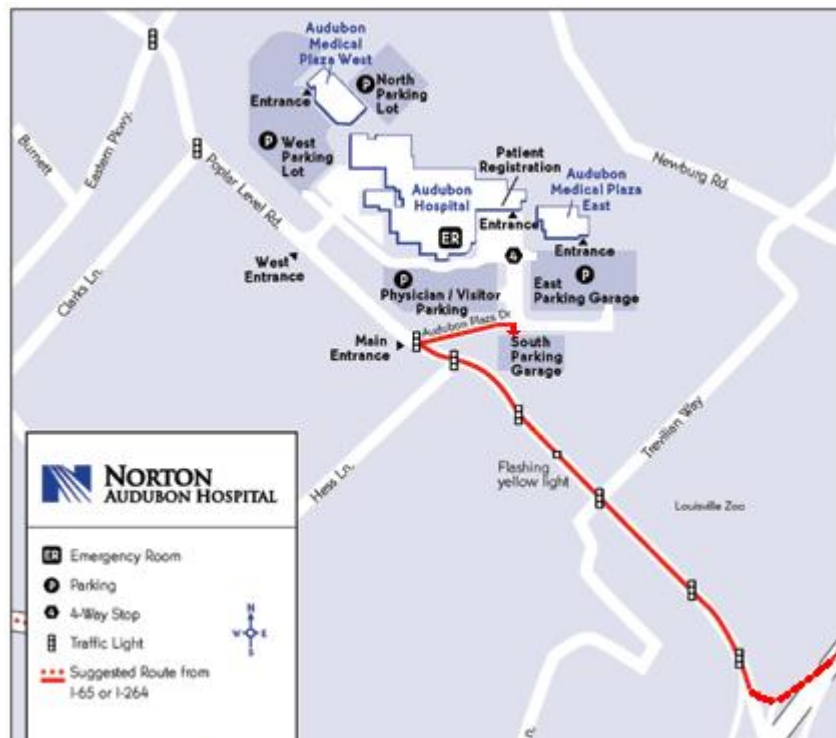 Audubon
Medical
Plaza West
North
Parking
Lot
Entrance
West
Parking
Lot
Patient
Registration
Audubon
Hospital
Audubon
Medical Plaza
East
Entrance
Entrance
ER
4
P
P
P
P
East
Parking Garage
Physician / Visitor
Parking
West
Entrance
Main
Entrance
Audubon Plaza Dr
South
Parking
Garage
Burnett
Eastern Pkwy.
Poplar Level Rd.
Clarks Ln.
Newburg Rd.
Trevilian Way
Hess Ln.
Flashing
yellow light
Louisville Zoo
NORTON
AUDUBON HOSPITAL
ER Emergency Room
P Parking
4 4-Way Stop
Traffic Light
Suggested Route from
I-65 or I-264
N
W E
S